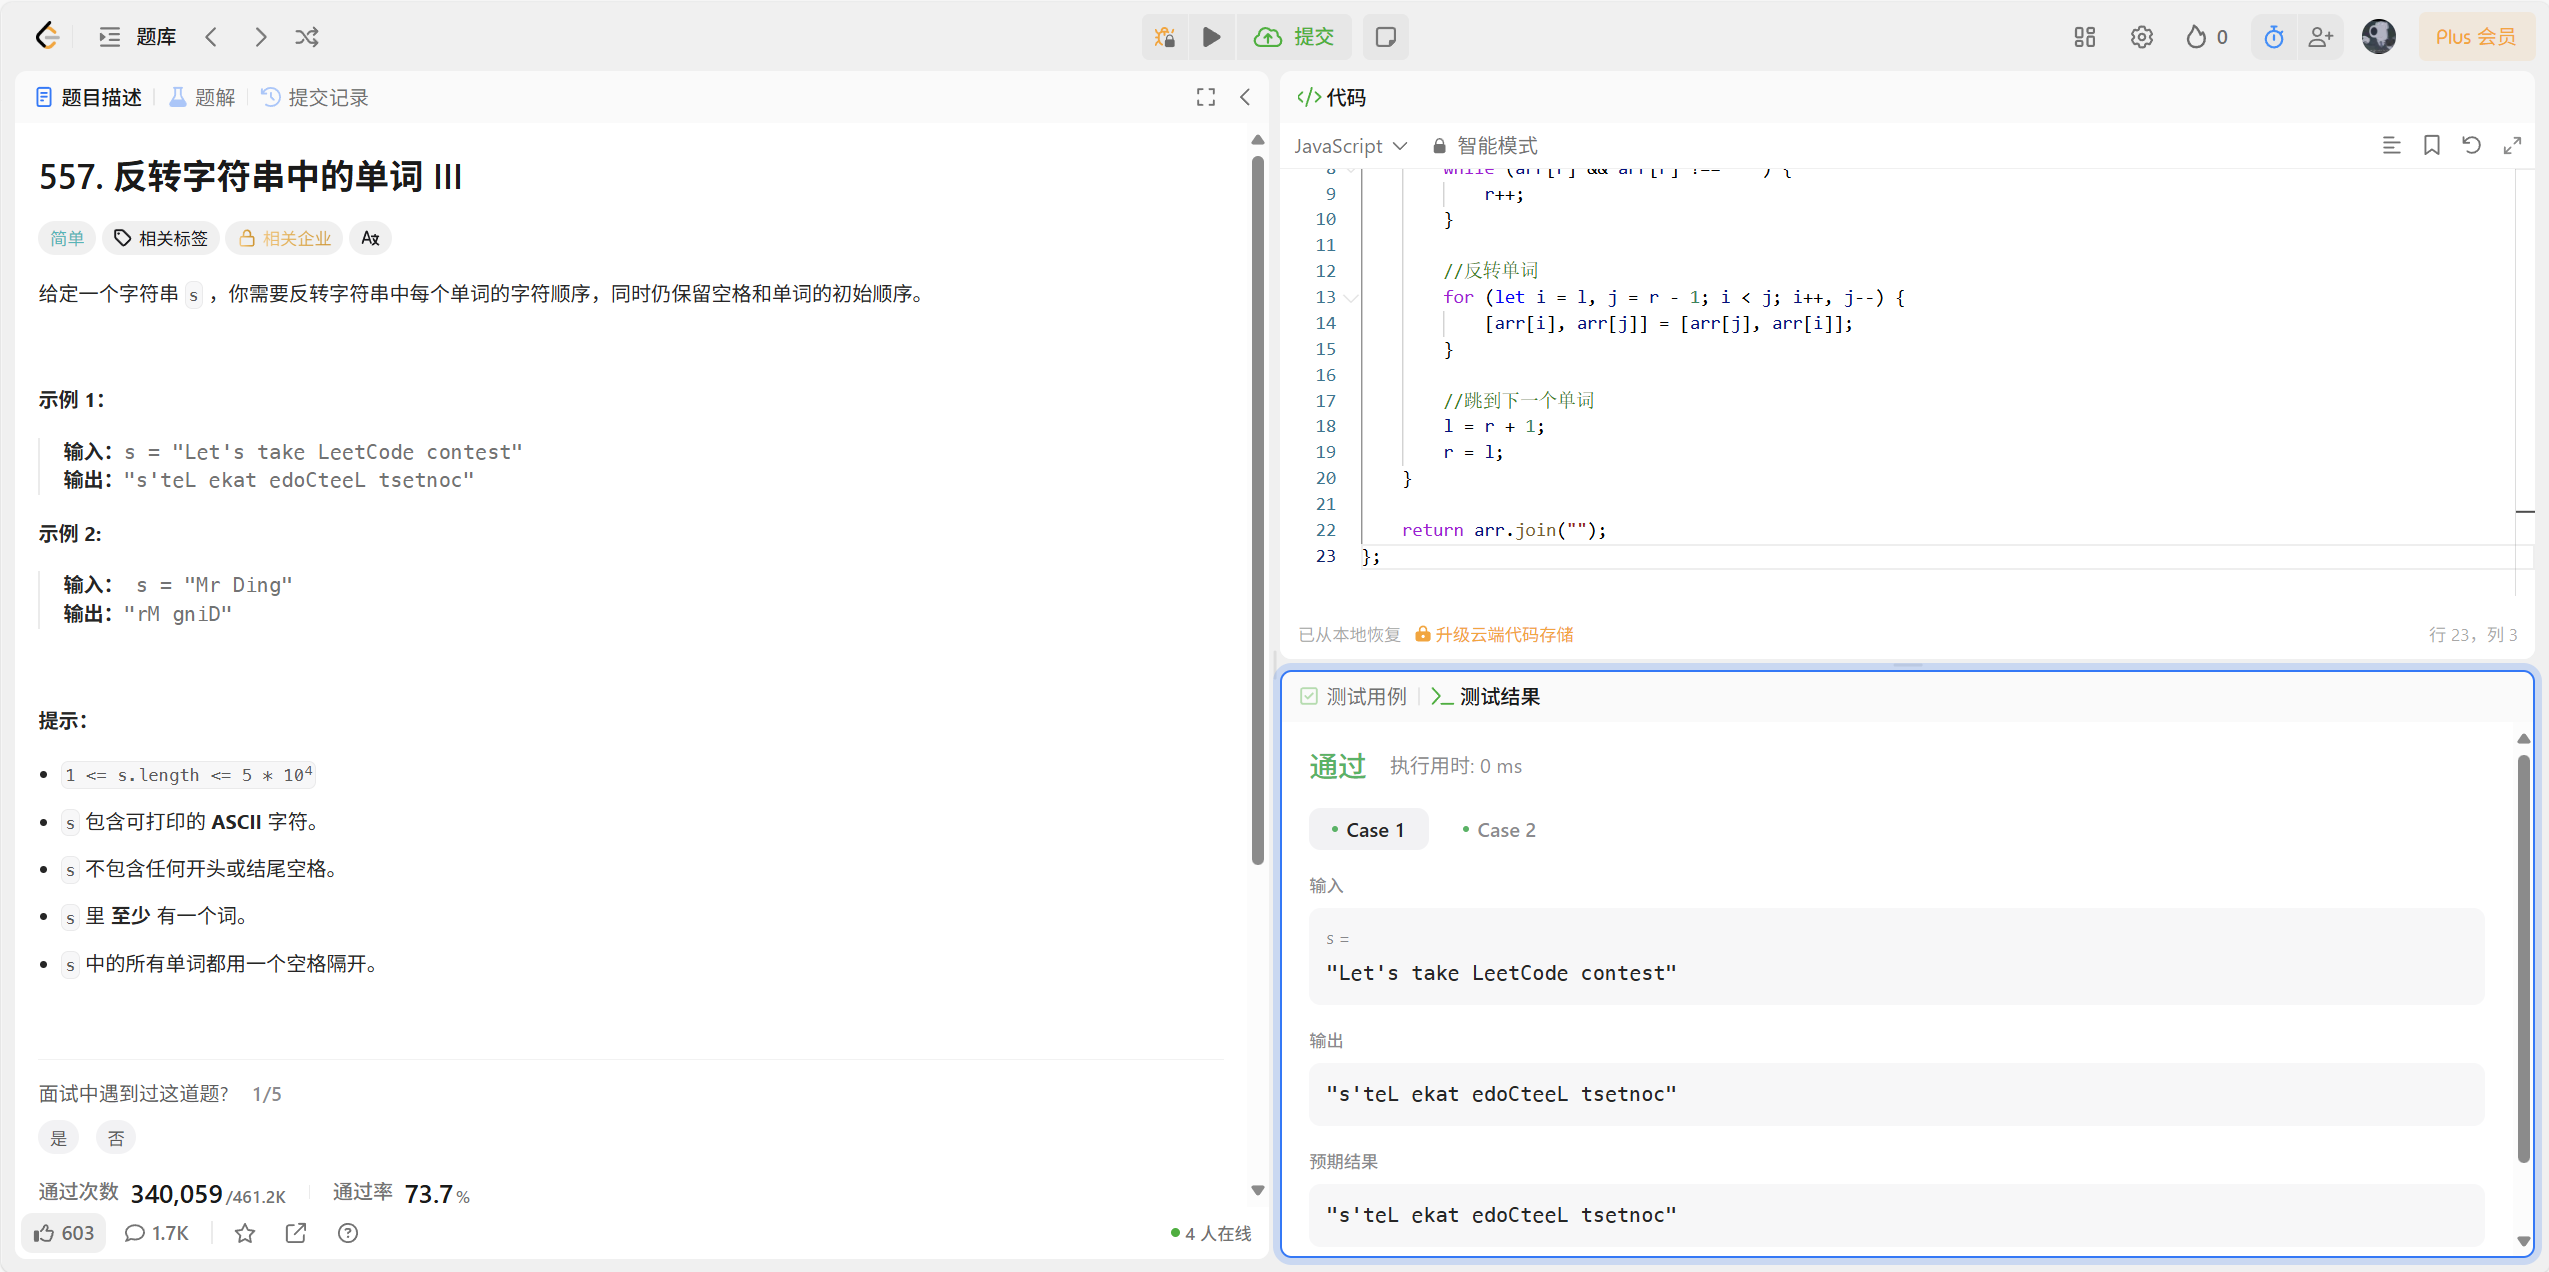 题库
提交
0
Plus 会员
题目描述
题解
提交记录
557. 反转字符串中的单词 III
简单
相关标签
相关企业
给定一个字符串 s ，你需要反转字符串中每个单词的字符顺序，同时仍保留空格和单词的初始顺序。
示例 1：
输入：s = "Let's take LeetCode contest"
输出："s'teL ekat edoCteeL tsetnoc"
示例 2:
输入： s = "Mr Ding"
输出："rM gniD"
提示：
1 <= s.length <= 5 * 10⁴
s 包含可打印的 ASCII 字符。
s 不包含任何开头或结尾空格。
s 里 至少 有一个词。
s 中的所有单词都用一个空格隔开。
面试中遇到过这道题? 1/5
是 否
通过次数 340,059/461.2K
通过率 73.7%
603
1.7K
4 人在线
代码
JavaScript
智能模式
9 r++;
10 }
11
12 //反转单词
13 for (let i = l, j = r - 1; i < j; i++, j--) {
14 [arr[i], arr[j]] = [arr[j], arr[i]];
15 }
16
17 //跳到下一个单词
18 l = r + 1;
19 r = l;
20 }
21
22 return arr.join("");
23 };
已从本地恢复
升级云端代码存储
行 23，列 3
测试用例
测试结果
通过 执行用时: 0 ms
Case 1
Case 2
输入
s =
"Let's take LeetCode contest"
输出
"s'teL ekat edoCteeL tsetnoc"
预期结果
"s'teL ekat edoCteeL tsetnoc"